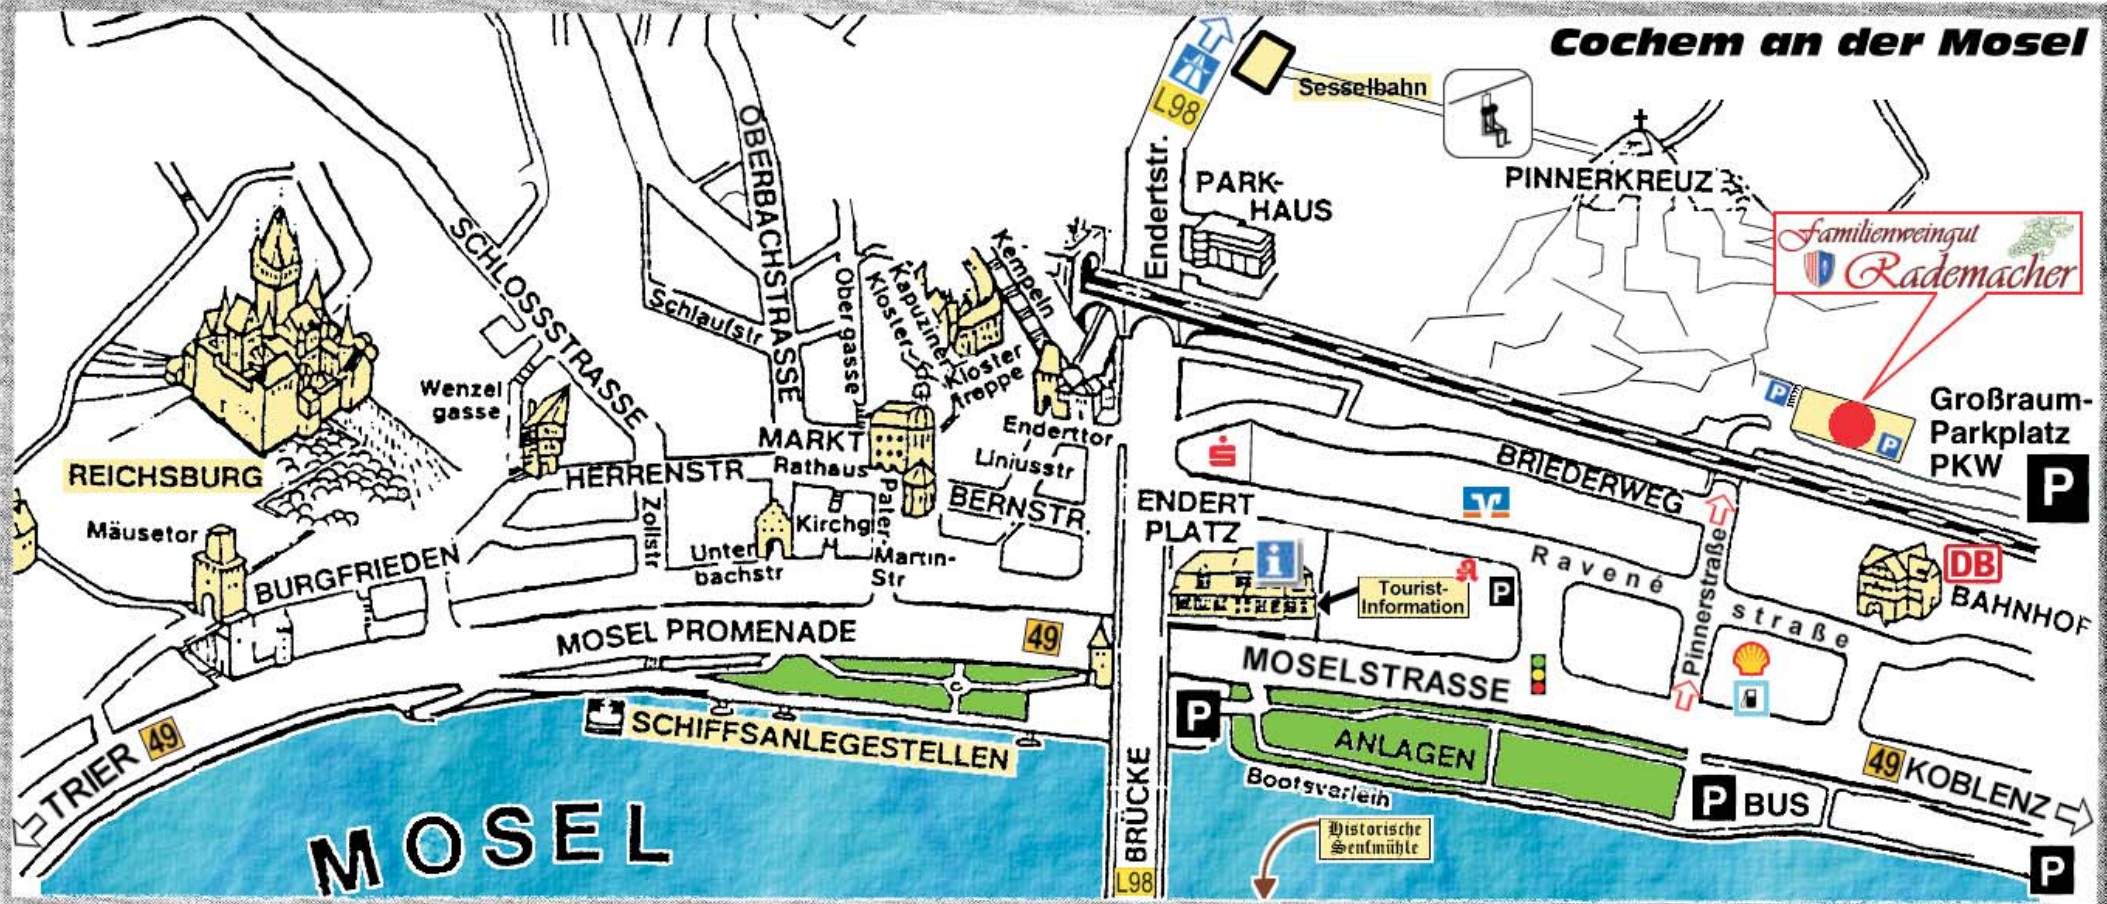 Cochem an der Mosel
L98
Sesselbahn
Endertstr.
PARK-
HAUS
PINNERKREUZ
Familienweingut
Rademacher
OBERBACHSTRASSE
SCHLOSSSTRASSE
Schlaufstr
Obergasse
Kapuziner
Kloster
Kempeln
Kloster
treppe
Enderttor
Wenzel
gasse
MARKT
Rathaus
Liniusstr
BERNSTR.
REICHSBURG
HERRENSTR
Zollstr
Kirchg
Pater-
Martin-
Str
Unter
bachstr
Mäusetor
BURGFRIEDEN
ENDERT
PLATZ
i
Tourist-
Information
P
BRIEDERWEG
Ravené
straße
Pinnerstraße
P
P
Großraum-
Parkplatz
PKW
P
DB
BAHNHOF
MOSEL PROMENADE
49
MOSELSTRASSE
SCHIFFSANLEGESTELLEN
P
ANLAGEN
Bootsverleih
P BUS
49 KOBLENZ
P
TRIER 49
MOSEL
BRÜCKE
L98
Historische
Senfmühle